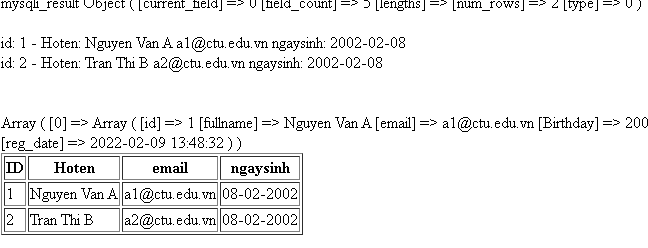 mysqli_result Object ( [current_field] => 0 [field_count] => 5 [lengths] => [num_rows] => 2 [type] => 0 )
id: 1 - Hoten: Nguyen Van A a1@ctu.edu.vn ngaysinh: 2002-02-08
id: 2 - Hoten: Tran Thi B a2@ctu.edu.vn ngaysinh: 2002-02-08
Array ( [0] => Array ( [id] => 1 [fullname] => Nguyen Van A [email] => a1@ctu.edu.vn [Birthday] => 200
[reg_date] => 2022-02-09 13:48:32 ) )
ID Hoten email ngaysinh
1 Nguyen Van A a1@ctu.edu.vn 08-02-2002
2 Tran Thi B a2@ctu.edu.vn 08-02-2002